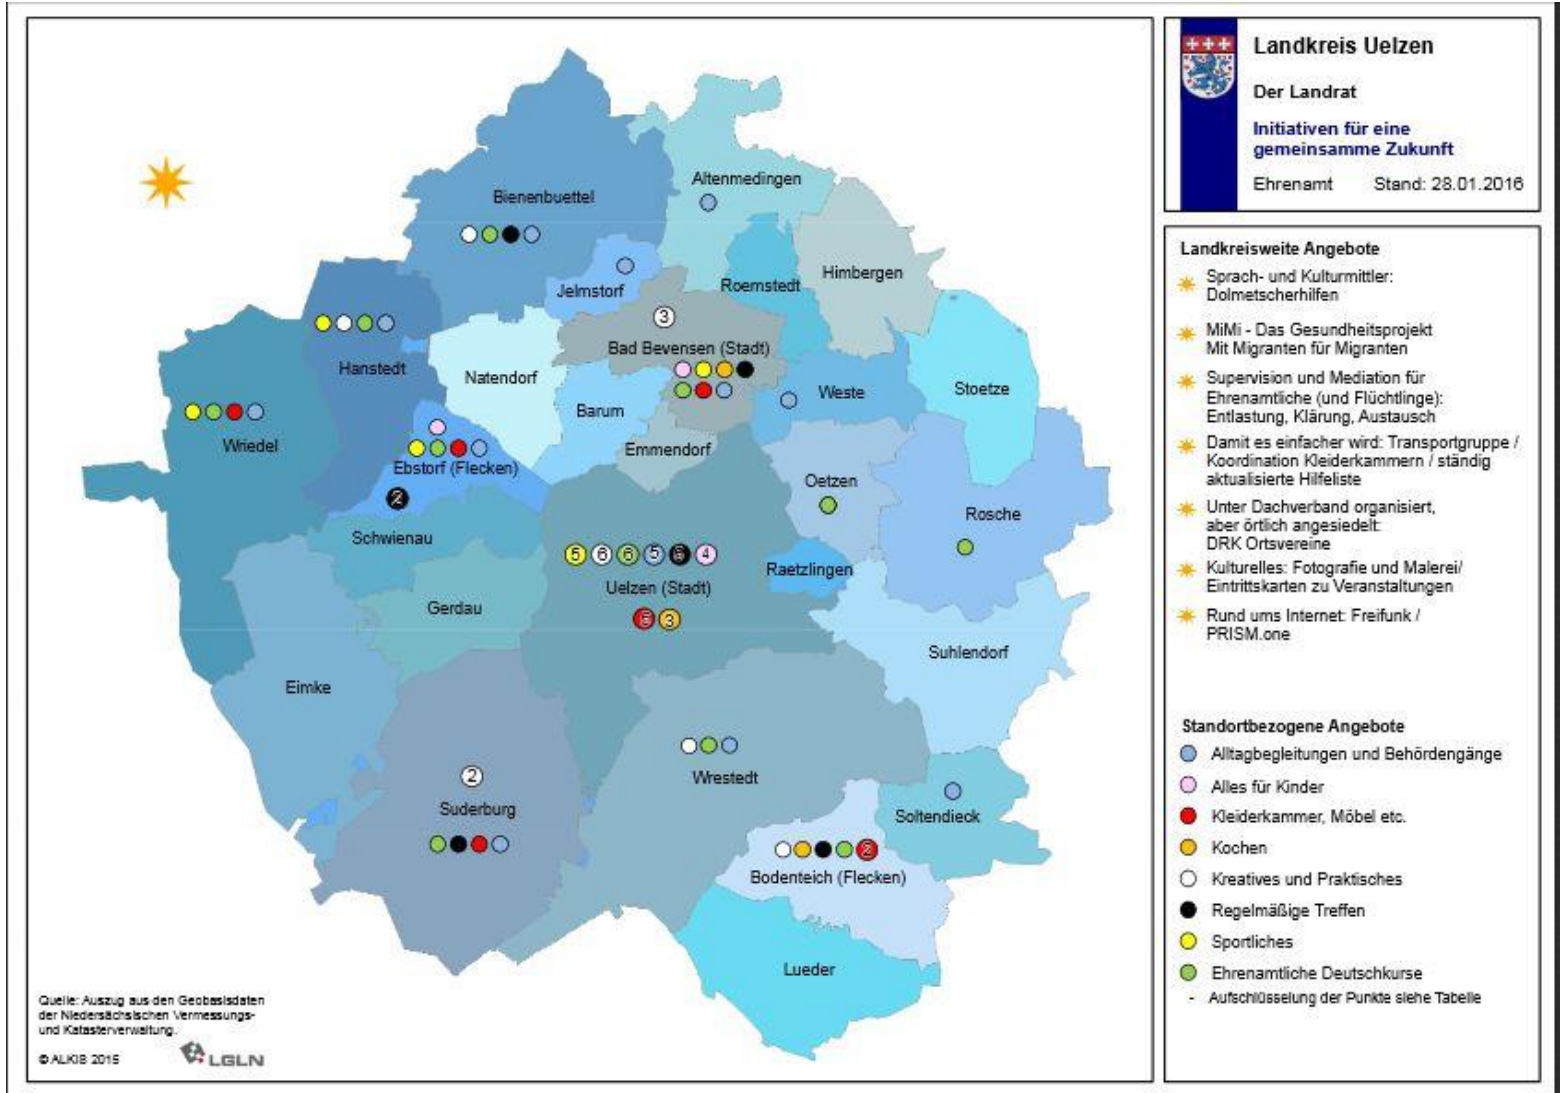 Landkreis Uelzen
Der Landrat
Initiativen für eine
gemeinsamme Zukunft
Ehrenamt Stand: 28.01.2016
Bienenbuettel
Altenmedingen
Jelmstorf
Roemstedt
Himbergen
3
Bad Bevensen (Stadt)
Hanstedt
Natendorf
Barum
Weste
Stoetze
Wriedel
Emmendorf
Ebstorf (Flecken)
2
Oetzen
Rosche
Schwienau
5 6 6 5 4
Uelzen (Stadt)
3
Raetzlingen
Gerdau
Suhlendorf
Eimke
Wrestedt
2
Suderburg
Soltendieck
2
Bodenteich (Flecken)
Lueder
Quelle: Auszug aus den Geobasisdaten
der Niedersächsischen Vermessungs-
und Katasterverwaltung.
© ALKIS 2015 LGLN
Landkreisweite Angebote
Sprach- und Kulturmittler:
Dolmetscherhilfen
MiMi - Das Gesundheitsprojekt
Mit Migranten für Migranten
Supervision und Mediation für
Ehrenamtliche (und Flüchtlinge):
Entlastung, Klärung, Austausch
Damit es einfacher wird: Transportgruppe /
Koordination Kleiderkammern / ständig
aktualisierte Hilfeliste
Unter Dachverband organisiert,
aber örtlich angesiedelt:
DRK Ortsvereine
Kulturelles: Fotografie und Malerei/
Eintrittskarten zu Veranstaltungen
Rund ums Internet: Freifunk /
PRISM.one
Standortbezogene Angebote
Alltagbegleitungen und Behördengänge
Alles für Kinder
Kleiderkammer, Möbel etc.
Kochen
Kreatives und Praktisches
Regelmäßige Treffen
Sportliches
Ehrenamtliche Deutschkurse
- Aufschlüsselung der Punkte siehe Tabelle